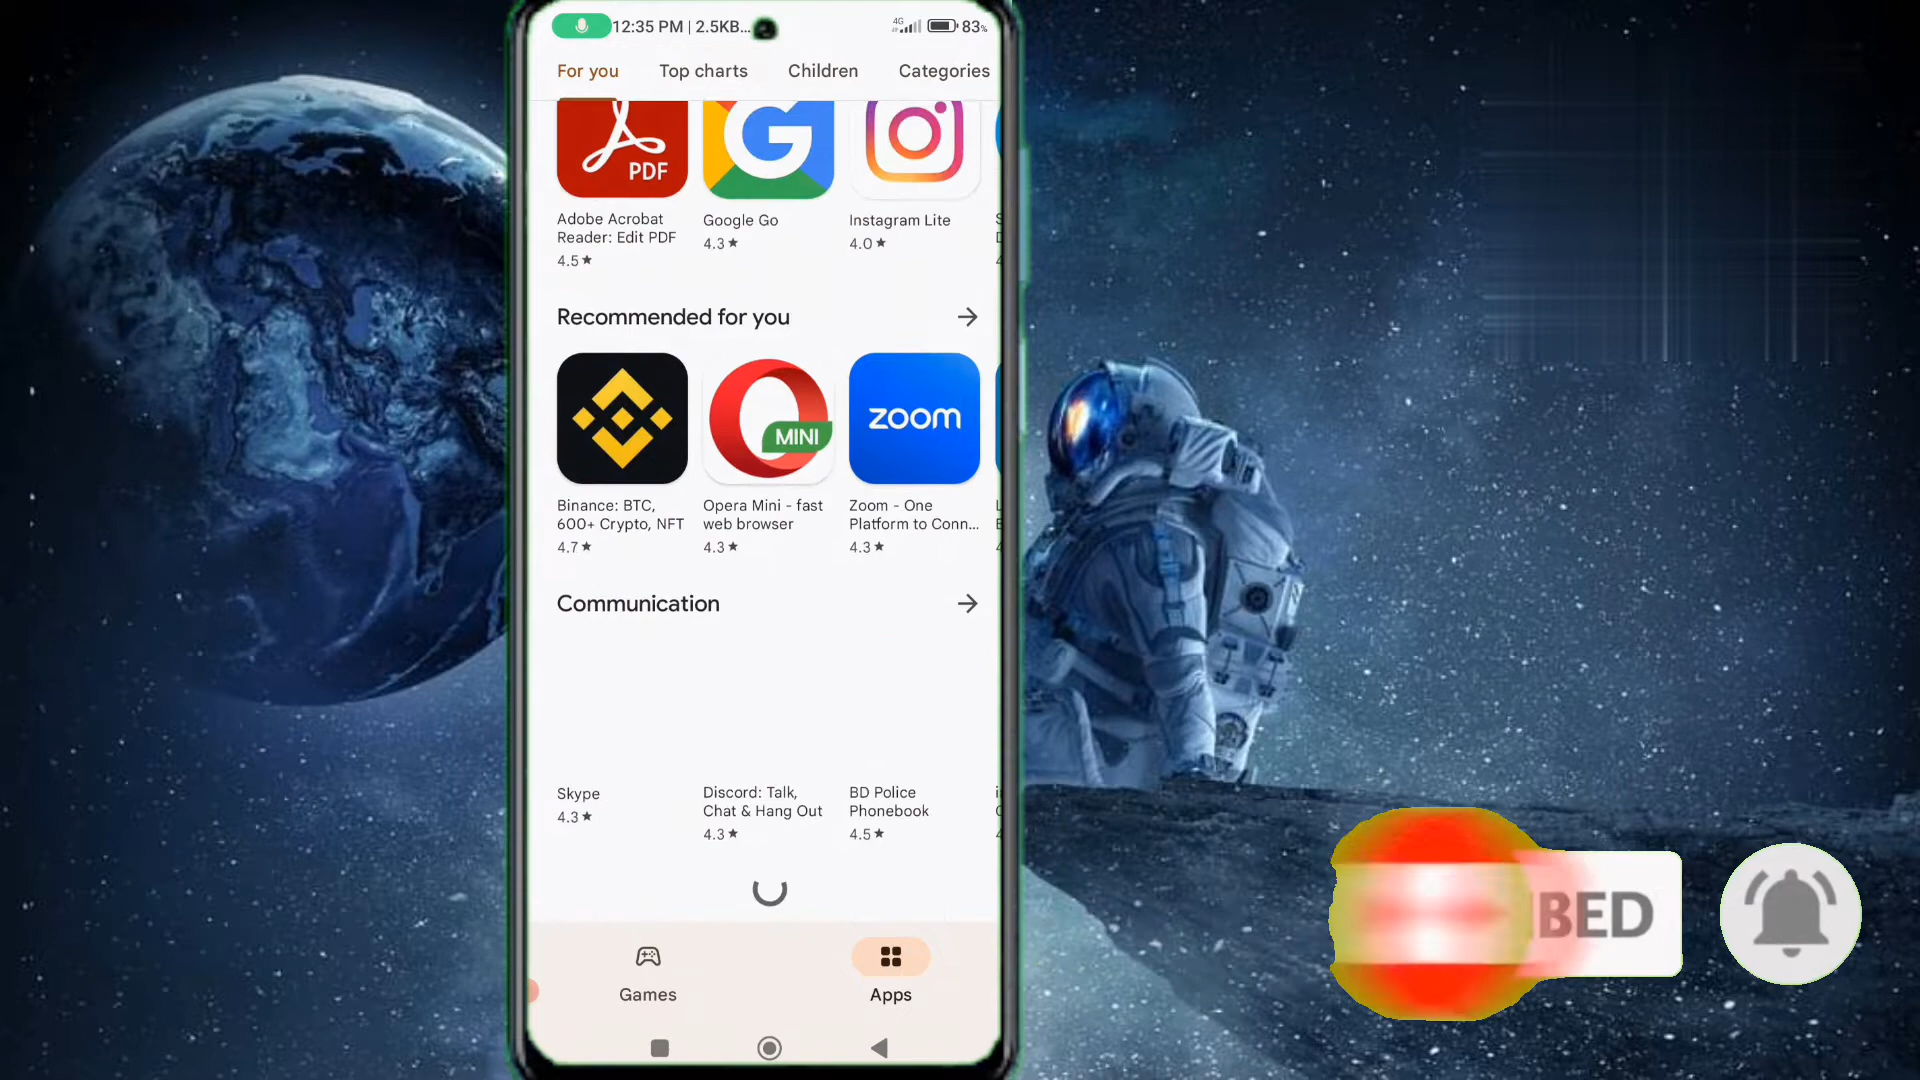 12:35 PM | 2.5KB... 4G 83%
For you Top charts Children Categories
PDF
Adobe Acrobat Google Go Instagram Lite
Reader: Edit PDF 4.3★ 4.0★
4.5★
Recommended for you
MINI zoom
Binance: BTC, Opera Mini - fast Zoom - One
600+ Crypto, NFT web browser Platform to Conn...
4.7★ 4.3★ 4.3★
Communication
Skype Discord: Talk, BD Police
4.3★ Chat & Hang Out Phonebook
4.3★ 4.5★
BED
Games Apps